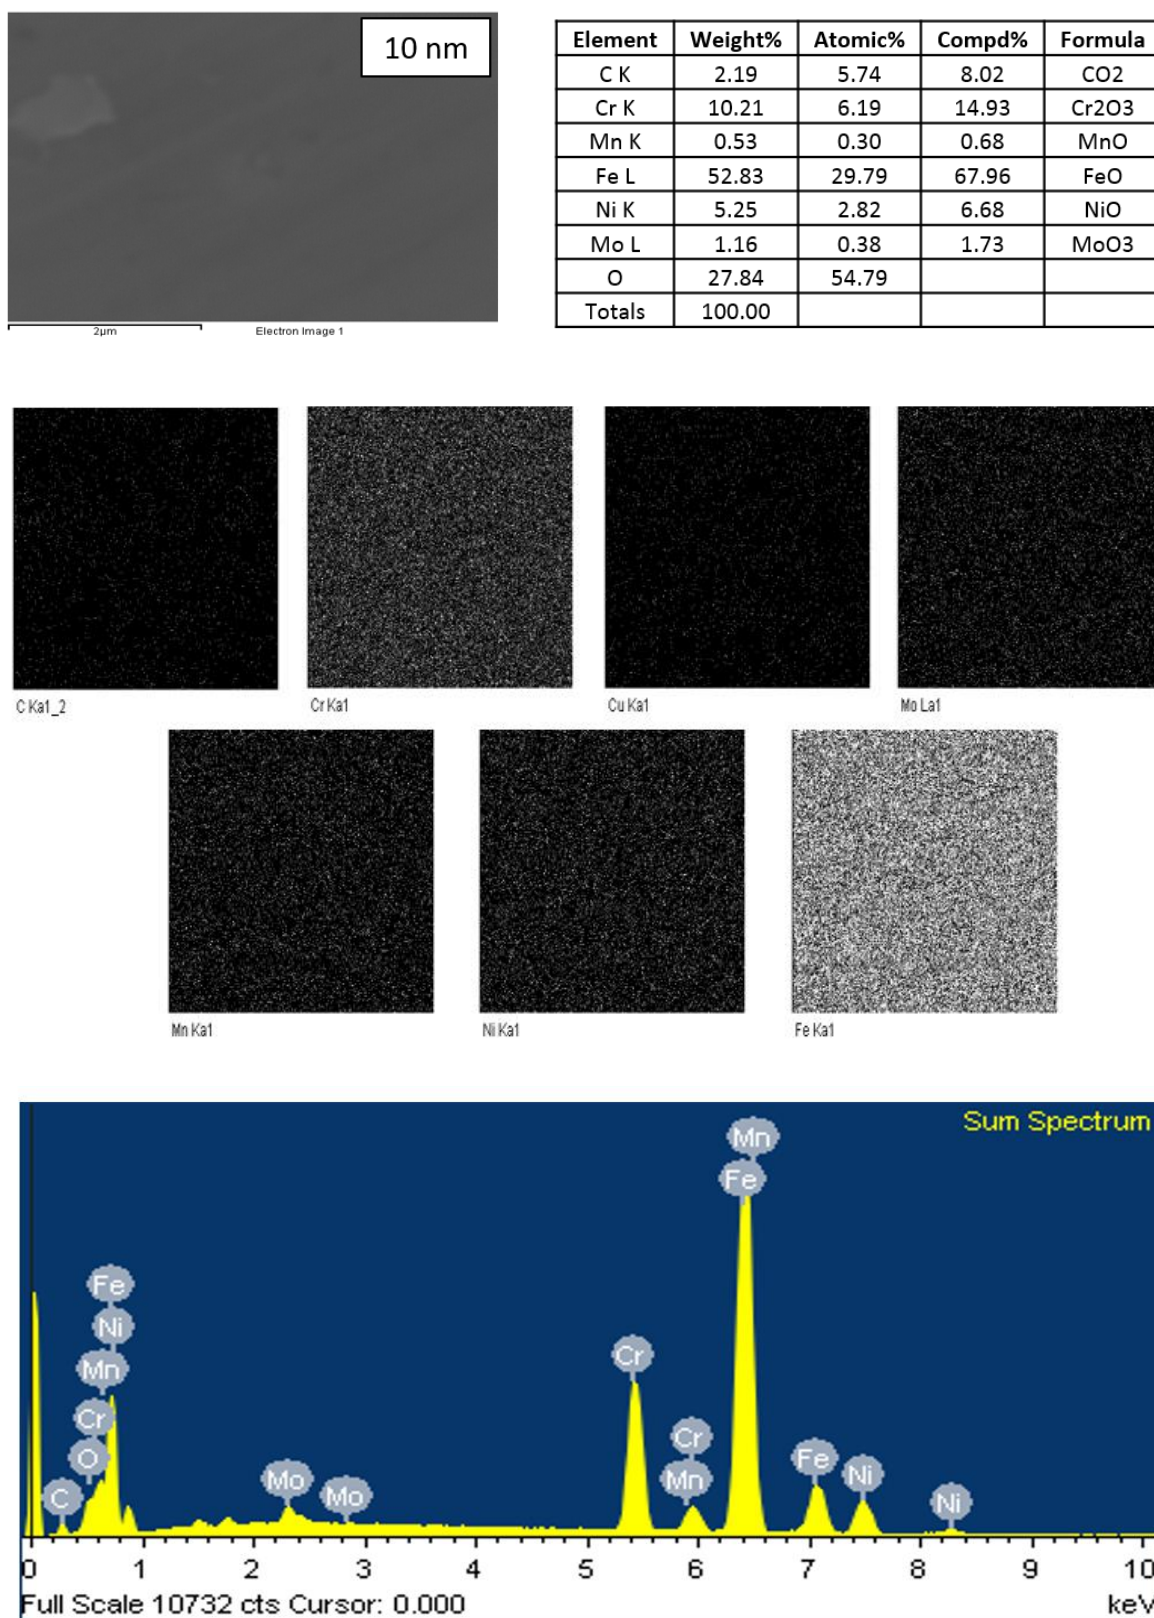 10 nm
2µm
Electron Image 1
Element Weight% Atomic% Compd% Formula
C K 2.19 5.74 8.02 CO2
Cr K 10.21 6.19 14.93 Cr2O3
Mn K 0.53 0.30 0.68 MnO
Fe L 52.83 29.79 67.96 FeO
Ni K 5.25 2.82 6.68 NiO
Mo L 1.16 0.38 1.73 MoO3
O 27.84 54.79
Totals 100.00
C Ka1_2
Cr Ka1
Cu Ka1
Mo La1
Mn Ka1
Ni Ka1
Fe Ka1
Sum Spectrum
Mn
Fe
Fe
Ni
Mn
Cr
O
C
Mo
Mo
Cr
Cr
Mn
Fe
Ni
Ni
0 1 2 3 4 5 6 7 8 9 10
Full Scale 10732 cts Cursor: 0.000 keV